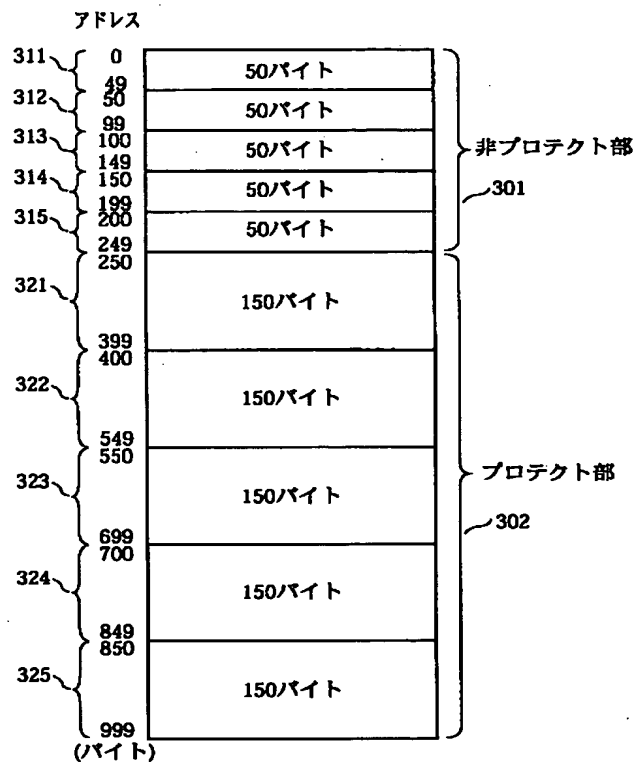 アドレス
311
0
49
50バイト
312
50
99
50バイト
313
100
149
50バイト
314
150
199
50バイト
315
200
249
50バイト
非プロテクト部
301
321
250
399
150バイト
322
400
549
150バイト
323
550
699
150バイト
324
700
849
150バイト
325
850
999
150バイト
プロテクト部
302
(バイト)